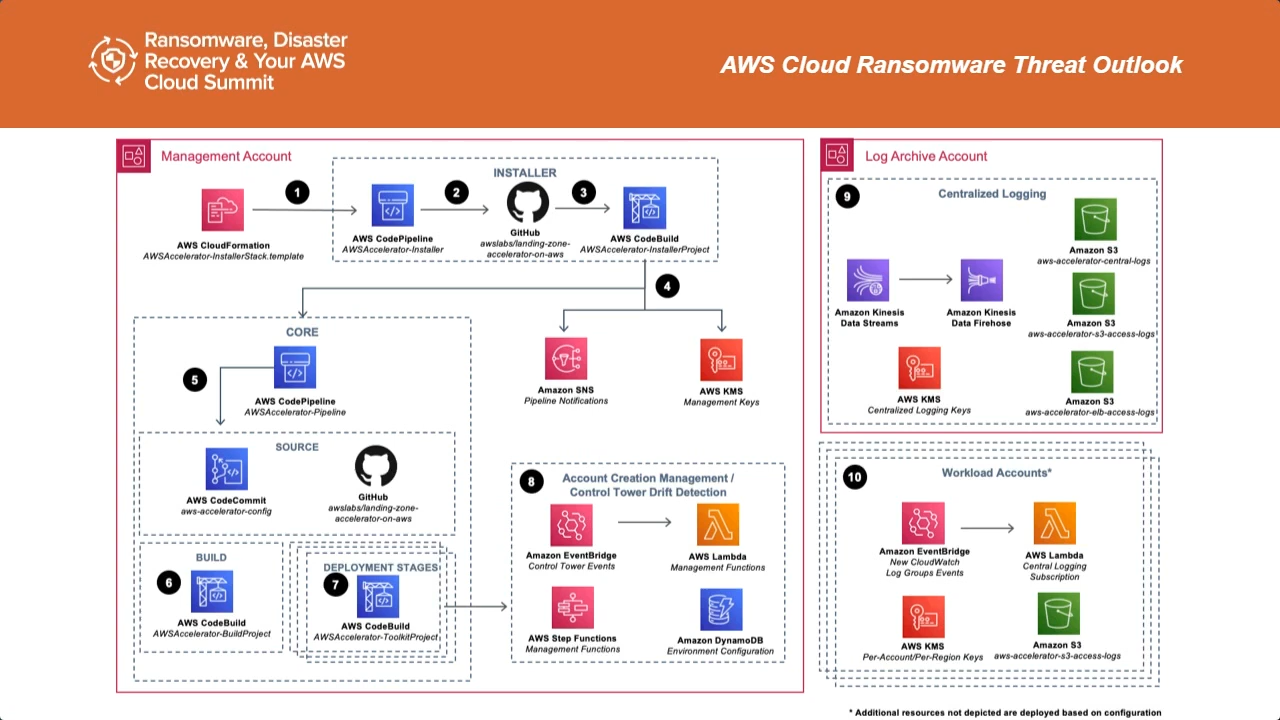 Ransomware, Disaster
Recovery & Your AWS
Cloud Summit
AWS Cloud Ransomware Threat Outlook
Management Account
1
INSTALLER
2
3
AWS CloudFormation
AWSAccelerator-InstallerStack.template
AWS CodePipeline
AWSAccelerator-Installer
GitHub
awslabs/landing-zone-
accelerator-on-aws
AWS CodeBuild
AWSAccelerator-InstallerProject
4
Amazon SNS
Pipeline Notifications
AWS KMS
Management Keys
CORE
5
AWS CodePipeline
AWSAccelerator-Pipeline
SOURCE
AWS CodeCommit
aws-accelerator-config
GitHub
awslabs/landing-zone-
accelerator-on-aws
BUILD
6
AWS CodeBuild
AWSAccelerator-BuildProject
DEPLOYMENT STAGES
7
AWS CodeBuild
AWSAccelerator-ToolkitProject
8
Account Creation Management /
Control Tower Drift Detection
Amazon EventBridge
Control Tower Events
AWS Lambda
Management Functions
AWS Step Functions
Management Functions
Amazon DynamoDB
Environment Configuration
Log Archive Account
9
Centralized Logging
Amazon S3
aws-accelerator-central-logs
Amazon Kinesis
Data Streams
Amazon Kinesis
Data Firehose
Amazon S3
aws-accelerator-s3-access-logs
AWS KMS
Centralized Logging Keys
Amazon S3
aws-accelerator-elb-access-logs
10
Workload Accounts*
Amazon EventBridge
New CloudWatch
Log Groups Events
AWS Lambda
Central Logging
Subscription
AWS KMS
Per-Account/Per-Region Keys
Amazon S3
aws-accelerator-s3-access-logs
* Additional resources not depicted are deployed based on configuration